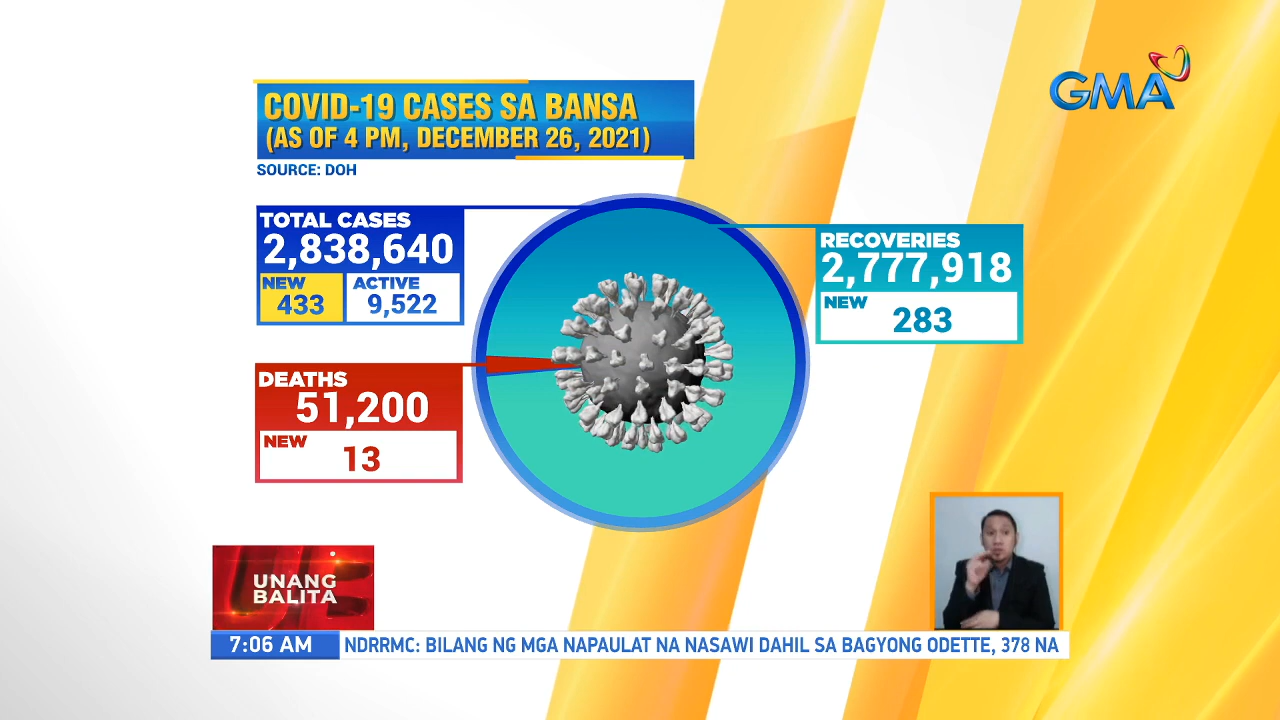 COVID-19 CASES SA BANSA
(AS OF 4 PM, DECEMBER 26, 2021)
SOURCE: DOH
GMA
TOTAL CASES
2,838,640
NEW
433
ACTIVE
9,522
RECOVERIES
2,777,918
NEW
283
DEATHS
51,200
NEW
13
UNANG
BALITA
7:06 AM
NDRRMC: BILANG NG MGA NAPAULAT NA NASAWI DAHIL SA BAGYONG ODETTE, 378 NA